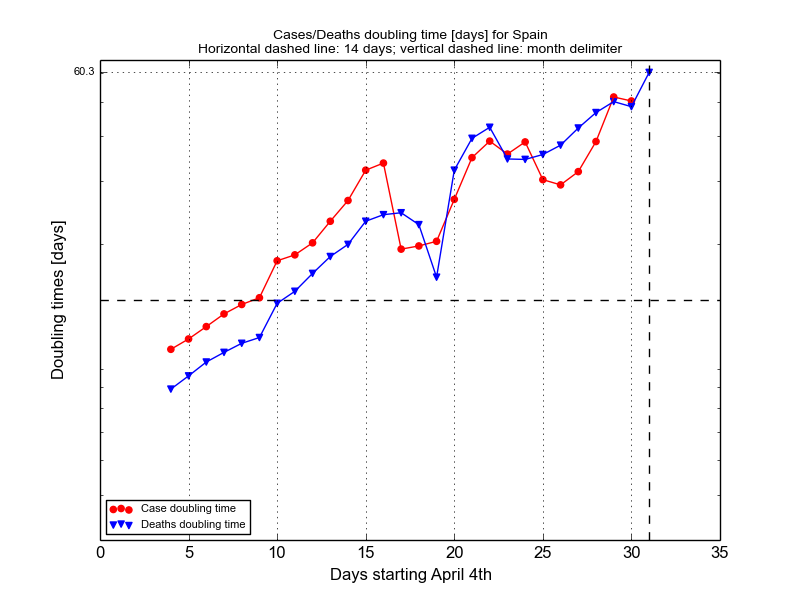 Cases/Deaths doubling time [days] for Spain
Horizontal dashed line: 14 days; vertical dashed line: month delimiter
60.3
Doubling times [days]
Case doubling time
Deaths doubling time
0 5 10 15 20 25 30 35
Days starting April 4th